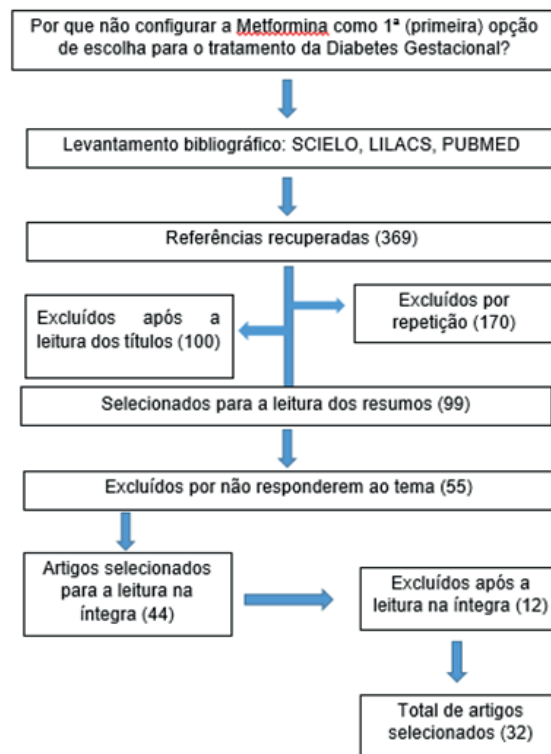 Por que não configurar a Metformina como 1ª (primeira) opção
de escolha para o tratamento da Diabetes Gestacional?
Levantamento bibliográfico: SCIELO, LILACS, PUBMED
Referências recuperadas (369)
Excluídos após a
leitura dos títulos (100)
Excluídos por
repetição (170)
Selecionados para a leitura dos resumos (99)
Excluídos por não responderem ao tema (55)
Artigos selecionados
para a leitura na
íntegra (44)
Excluídos após a
leitura na íntegra (12)
Total de artigos
selecionados (32)